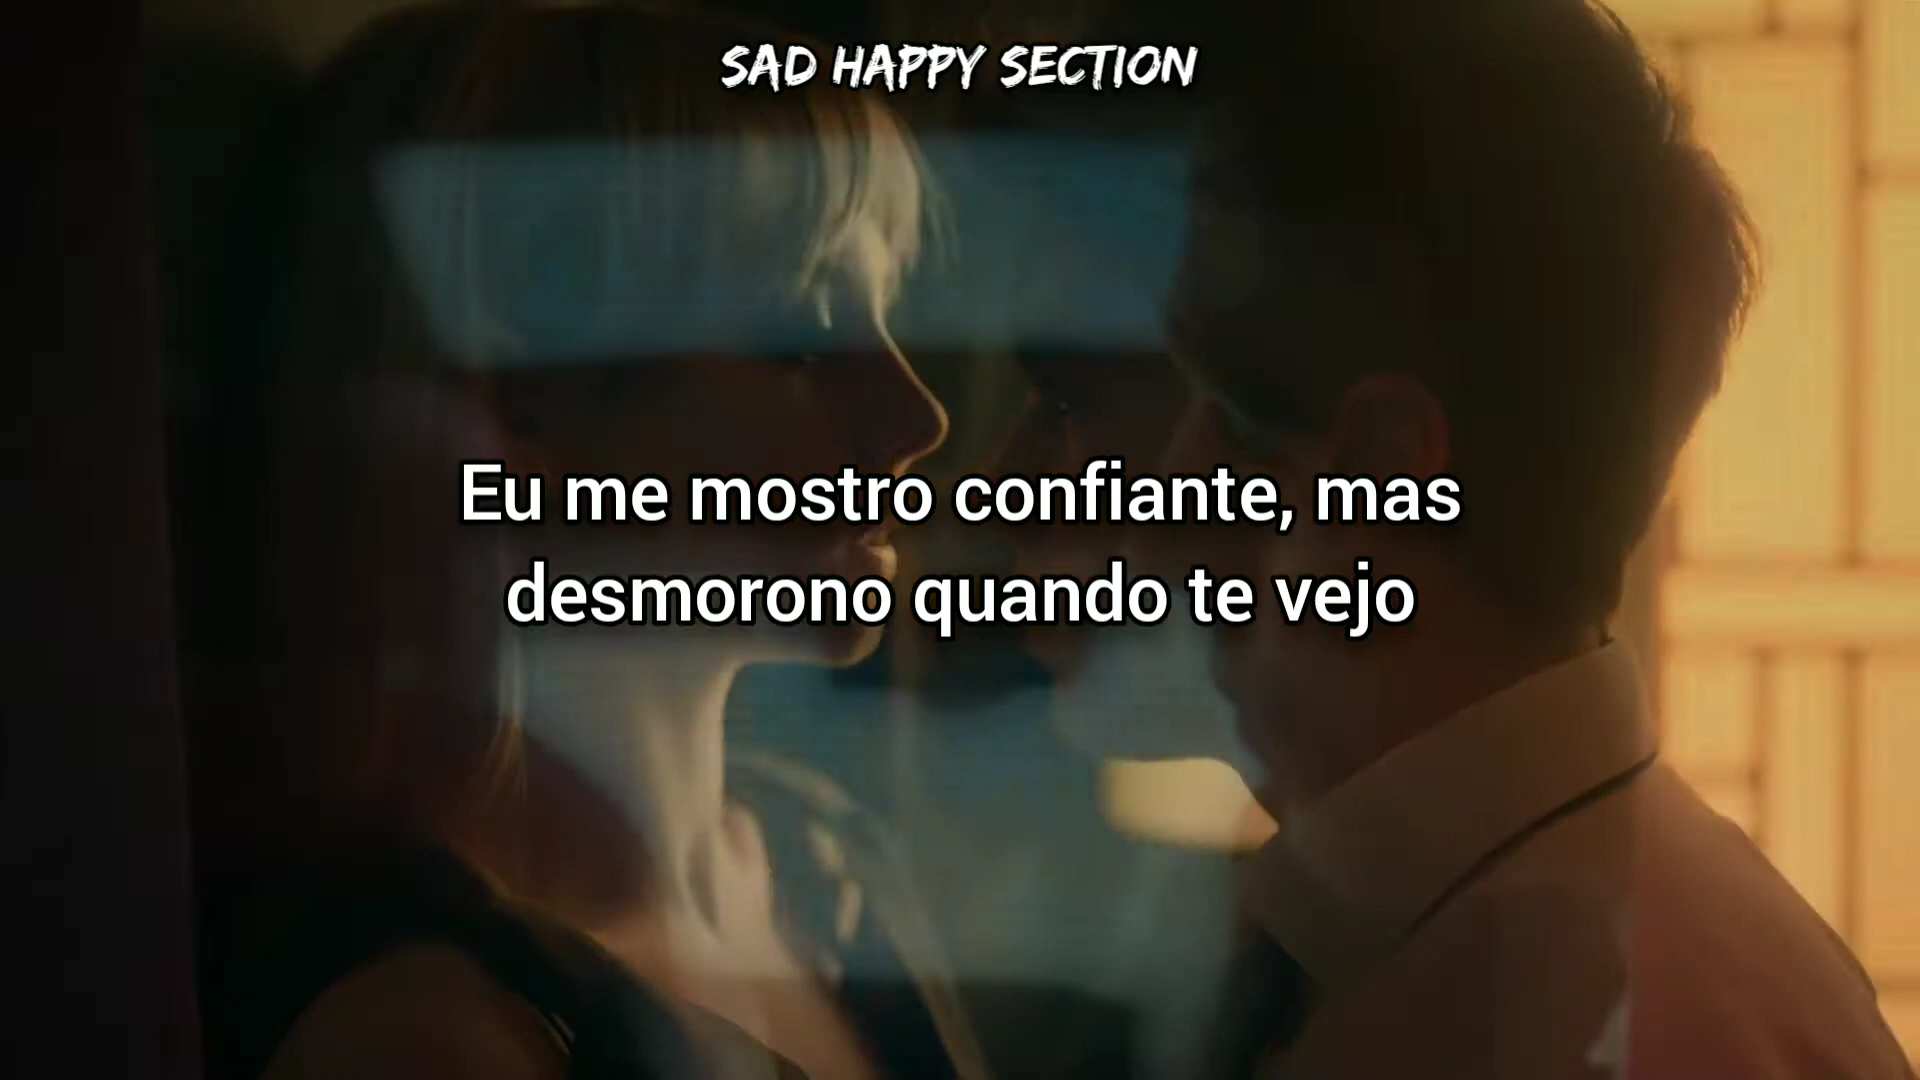 SAD HAPPY SECTION
Eu me mostro confiante, mas
desmorono quando te vejo